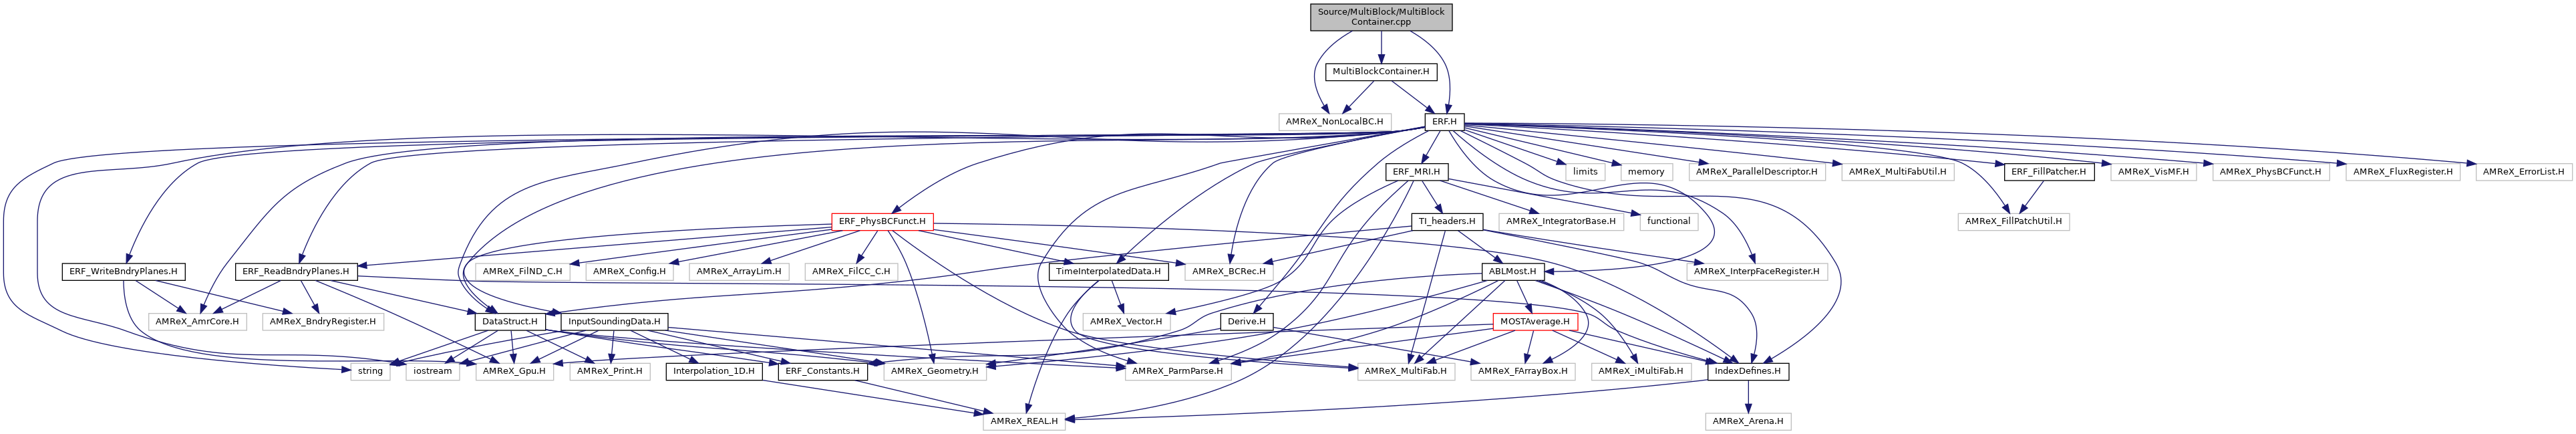 Source/MultiBlock/MultiBlock
Container.cpp
MultiBlockContainer.H
AMReX_NonLocalBC.H
ERF.H
ERF_MRI.H
limits
memory
AMReX_ParallelDescriptor.H
AMReX_MultiFabUtil.H
ERF_FillPatcher.H
AMReX_VisMF.H
AMReX_PhysBCFunct.H
AMReX_FluxRegister.H
AMReX_ErrorList.H
ERF_PhysBCFunct.H
TI_headers.H
AMReX_IntegratorBase.H
functional
AMReX_FillPatchUtil.H
ERF_WriteBndryPlanes.H
ERF_ReadBndryPlanes.H
AMReX_FilND_C.H
AMReX_Config.H
AMReX_ArrayLim.H
AMReX_FilCC_C.H
TimeInterpolatedData.H
AMReX_BCRec.H
ABLMost.H
AMReX_InterpFaceRegister.H
AMReX_AmrCore.H
AMReX_BndryRegister.H
DataStruct.H
InputSoundingData.H
AMReX_Vector.H
Derive.H
MOSTAverage.H
string
iostream
AMReX_Gpu.H
AMReX_Print.H
Interpolation_1D.H
ERF_Constants.H
AMReX_Geometry.H
AMReX_ParmParse.H
AMReX_MultiFab.H
AMReX_FArrayBox.H
AMReX_iMultiFab.H
IndexDefines.H
AMReX_REAL.H
AMReX_Arena.H